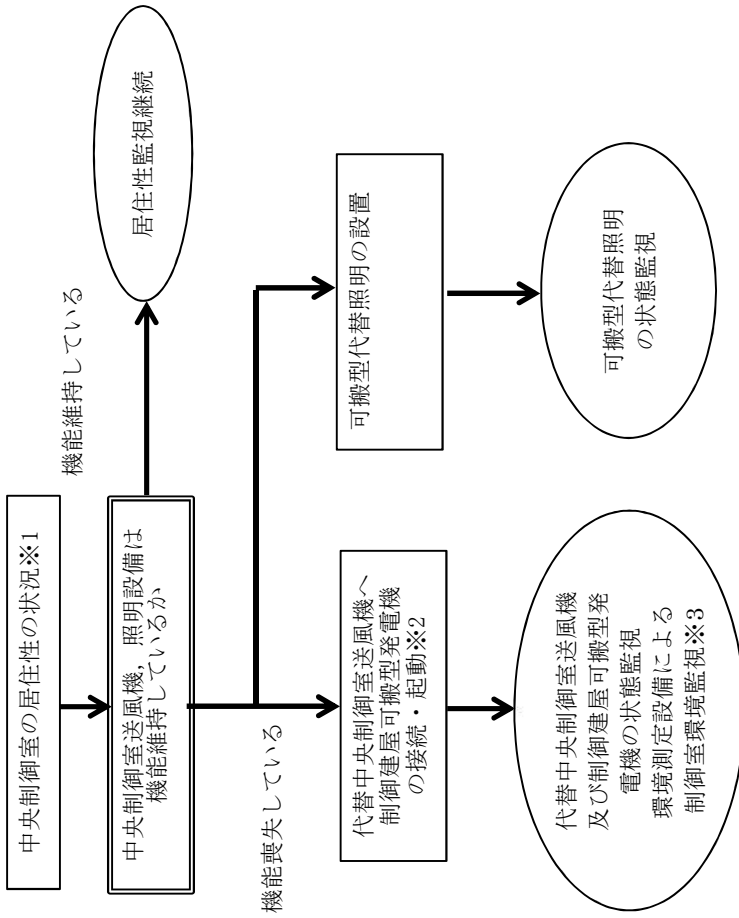 中央制御室の居住性の状況※1
中央制御室送風機，照明設備は
機能維持しているか
機能維持している
居住性監視継続
機能喪失している
代替中央制御室送風機へ
制御建屋可搬型発電機
の接続・起動※2
可搬型代替照明の設置
代替中央制御室送風機
及び制御建屋可搬型発
電機の状態監視
環境測定設備による
制御室環境監視※3
可搬型代替照明
の状態監視